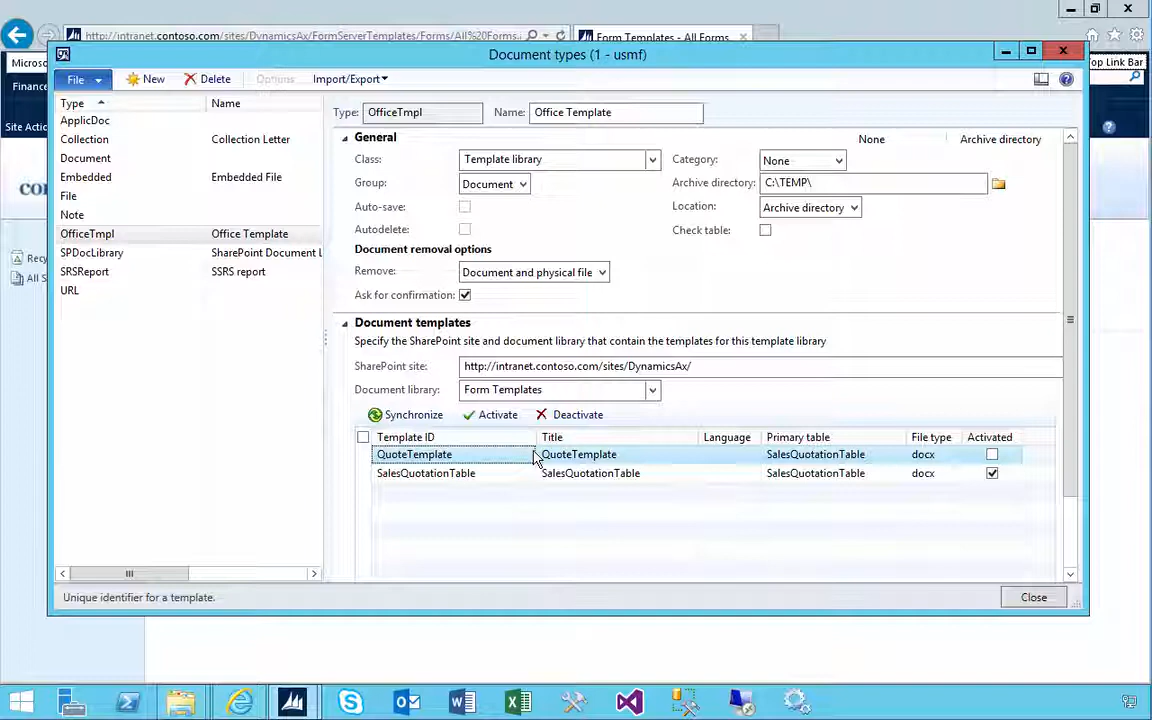 http://intranet.contoso.com/sites/DynamicsAx/FormServerTemplates/Forms/All%20Forms.a
Form Templates - All Forms
Document types (1 - usmf)
Microso
op Link Bar
File New Delete Options Import/Export
Financ
Site Actio
Type Name
ApplicDoc
Collection Collection Letter
Document
Embedded Embedded File
File
Note
OfficeTmpl Office Template
SPDocLibrary SharePoint Document L
SRSReport SSRS report
URL
Type: OfficeTmpl Name: Office Template
General None Archive directory
Class: Template library Category: None
Group: Document Archive directory: C:\TEMP\
Auto-save: Location: Archive directory
Autodelete: Check table:
Document removal options
Remove: Document and physical file
Ask for confirmation:
Document templates
Specify the SharePoint site and document library that contain the templates for this template library
SharePoint site: http://intranet.contoso.com/sites/DynamicsAx/
Document library: Form Templates
Synchronize Activate Deactivate
Template ID Title Language Primary table File type Activated
QuoteTemplate QuoteTemplate SalesQuotationTable docx
SalesQuotationTable SalesQuotationTable SalesQuotationTable docx
Recy
All S
Unique identifier for a template.
Close